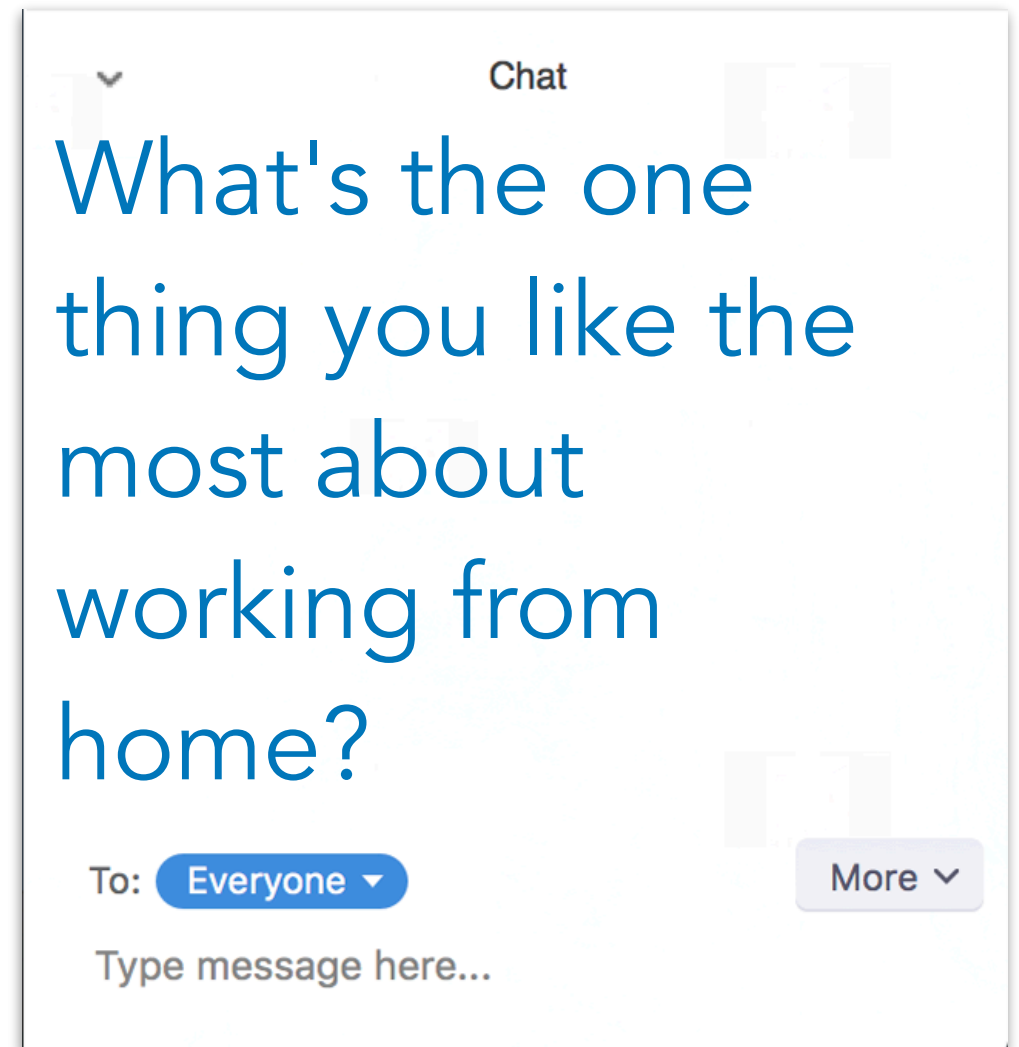 Chat
What's the one
thing you like the
most about
working from
home?
To: Everyone
More
Type message here...